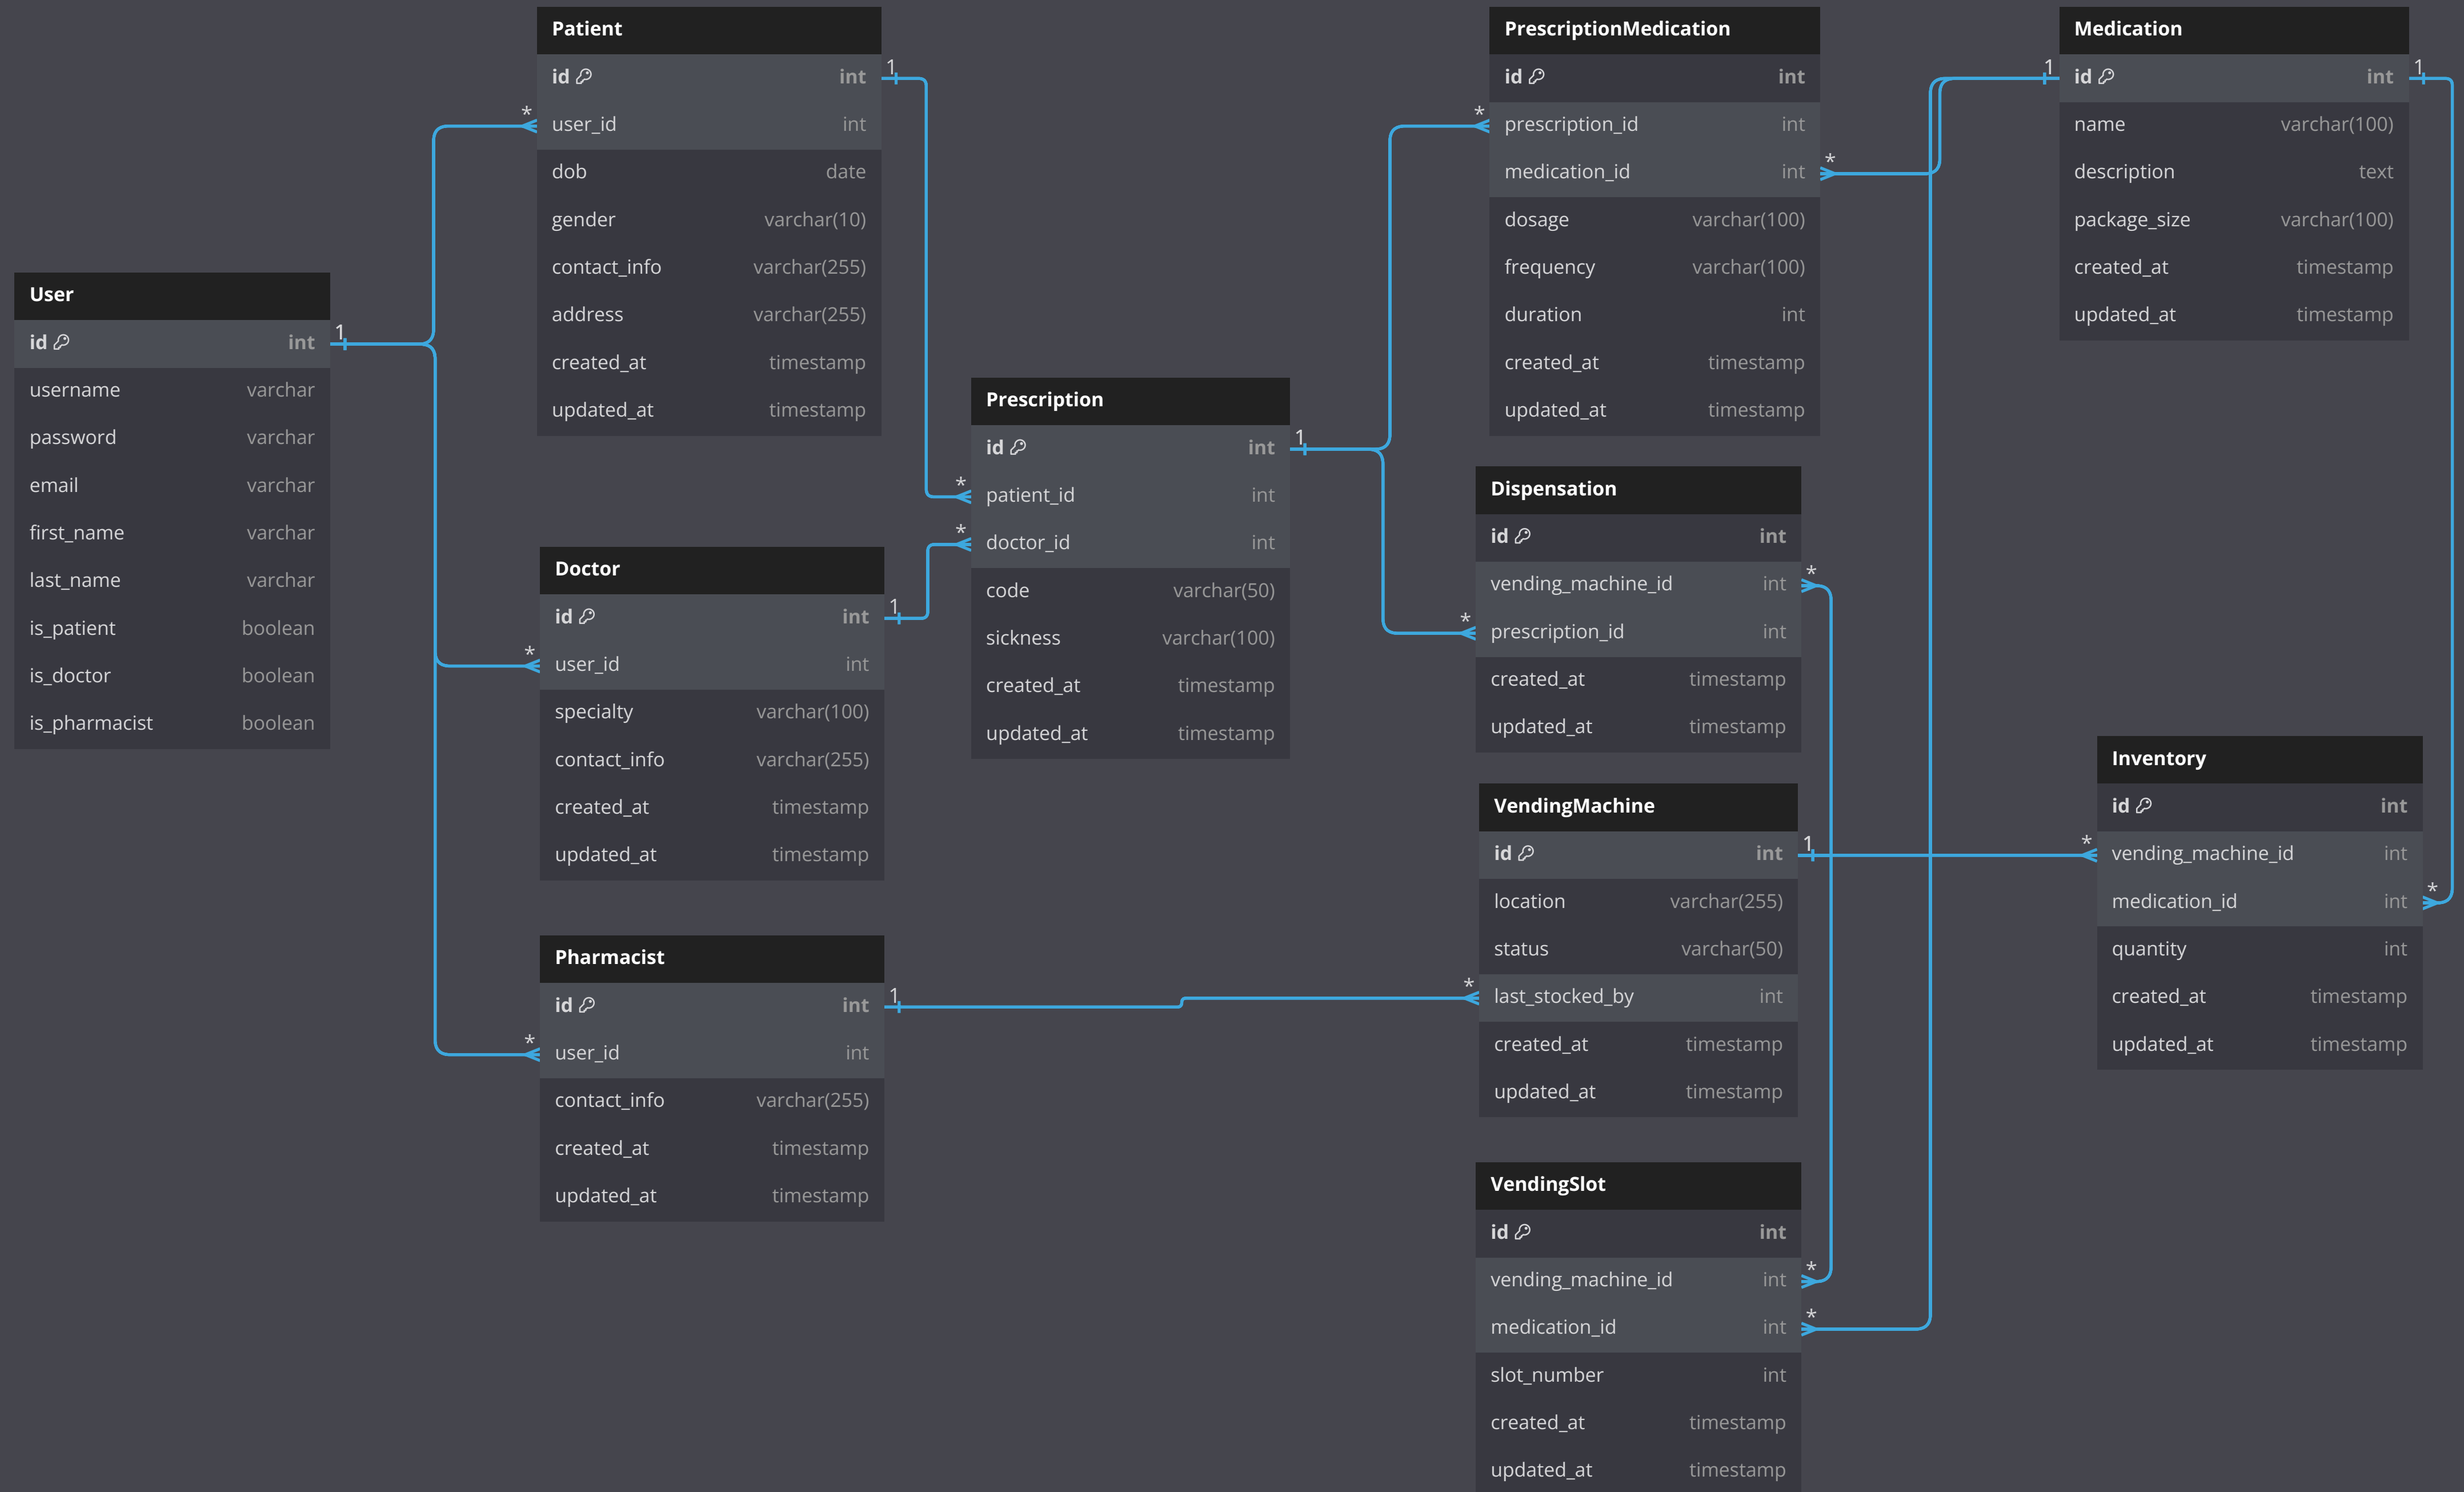 User
id int
username varchar
password varchar
email varchar
first_name varchar
last_name varchar
is_patient boolean
is_doctor boolean
is_pharmacist boolean
1
Patient
id int
1
*
user_id int
dob date
gender varchar(10)
contact_info varchar(255)
address varchar(255)
created_at timestamp
updated_at timestamp
Doctor
id int
1
*
user_id int
specialty varchar(100)
contact_info varchar(255)
created_at timestamp
updated_at timestamp
Pharmacist
id int
1
*
user_id int
contact_info varchar(255)
created_at timestamp
updated_at timestamp
Prescription
id int
1
*
patient_id int
*
doctor_id int
code varchar(50)
sickness varchar(100)
created_at timestamp
updated_at timestamp
PrescriptionMedication
id int
*
prescription_id int
medication_id int
*
dosage varchar(100)
frequency varchar(100)
duration int
created_at timestamp
updated_at timestamp
Dispensation
id int
vending_machine_id int
*
*
prescription_id int
created_at timestamp
updated_at timestamp
VendingMachine
id int
1
location varchar(255)
status varchar(50)
*
last_stocked_by int
created_at timestamp
updated_at timestamp
VendingSlot
id int
vending_machine_id int
*
medication_id int
*
slot_number int
created_at timestamp
updated_at timestamp
Medication
1
id int
1
name varchar(100)
description text
package_size varchar(100)
created_at timestamp
updated_at timestamp
Inventory
id int
*
vending_machine_id int
medication_id int
*
quantity int
created_at timestamp
updated_at timestamp